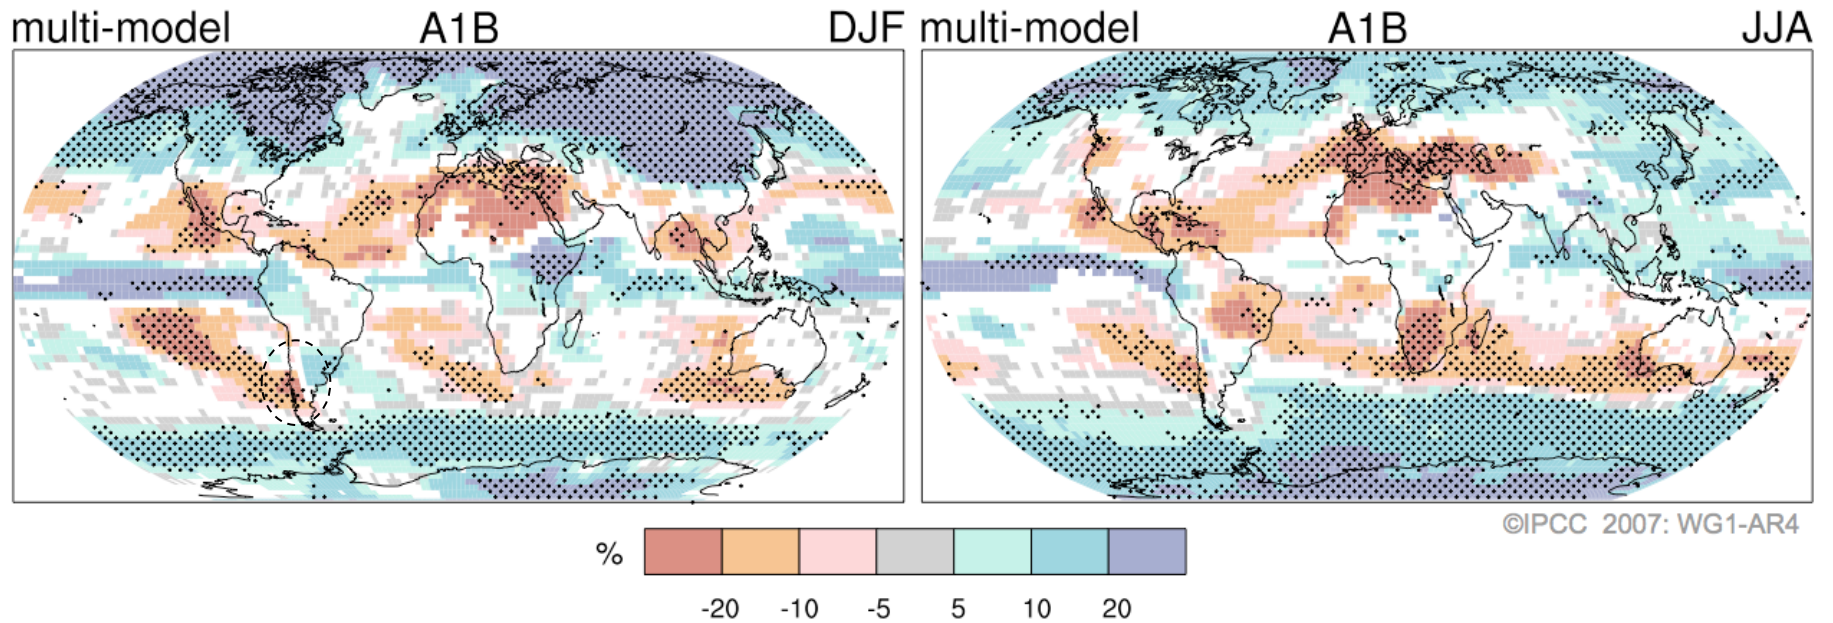 multi-model A1B DJF
multi-model A1B JJA
©IPCC 2007: WG1-AR4
%
-20 -10 -5 5 10 20